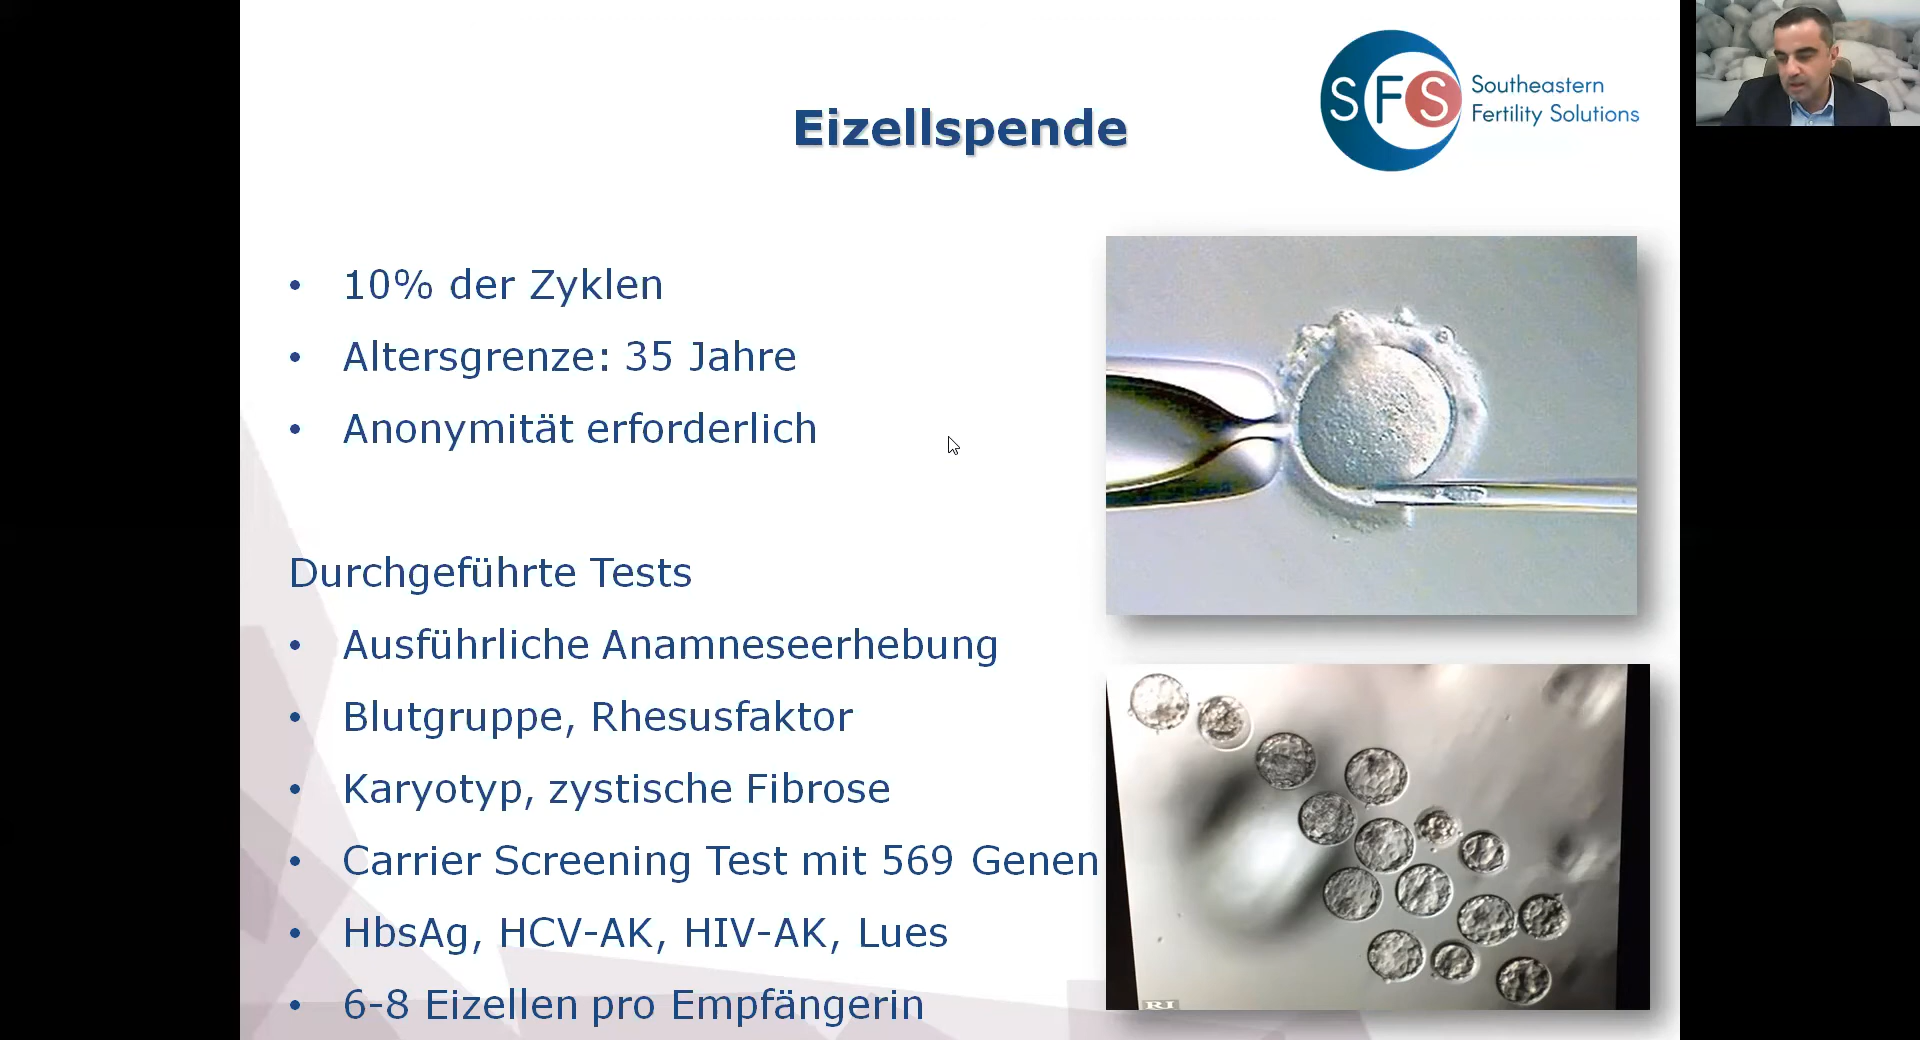 Eizellspende
SFS
Southeastern
Fertility Solutions
• 10% der Zyklen
• Altersgrenze: 35 Jahre
• Anonymität erforderlich
Durchgeführte Tests
• Ausführliche Anamneseerhebung
• Blutgruppe, Rhesusfaktor
• Karyotyp, zystische Fibrose
• Carrier Screening Test mit 569 Genen
• HbsAg, HCV-AK, HIV-AK, Lues
• 6-8 Eizellen pro Empfängerin
RI